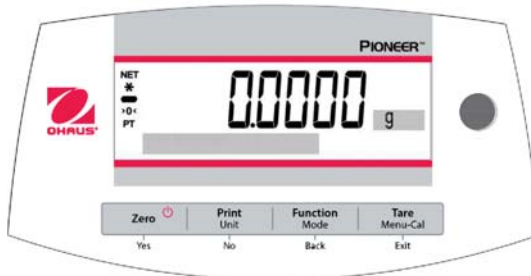 PIONEER™
NET
*
0.0000 g
>0<
PT
OHAUS®
Zero Print Function Tare
Unit Mode Menu-Cal
Yes No Back Exit